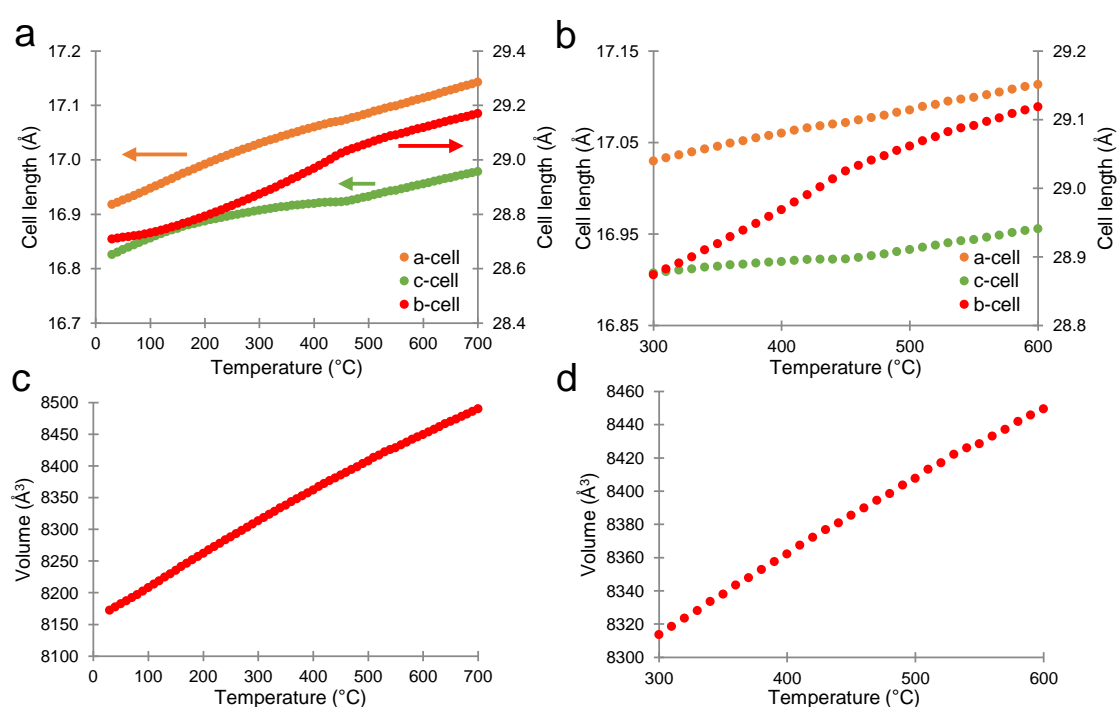 a
17.2
17.1
17.0
16.9
16.8
16.7
Cell length (Å)
29.4
29.2
29.0
28.8
28.6
28.4
Cell length (Å)
a-cell
c-cell
b-cell
0 100 200 300 400 500 600 700
Temperature (°C)
b
17.15
17.05
16.95
16.85
Cell length (Å)
29.2
29.1
29.0
28.9
28.8
Cell length (Å)
a-cell
c-cell
b-cell
300 400 500 600
Temperature (°C)
c
8500
8450
8400
8350
8300
8250
8200
8150
8100
Volume (Å³)
0 100 200 300 400 500 600 700
Temperature (°C)
d
8460
8440
8420
8400
8380
8360
8340
8320
8300
Volume (Å³)
300 400 500 600
Temperature (°C)